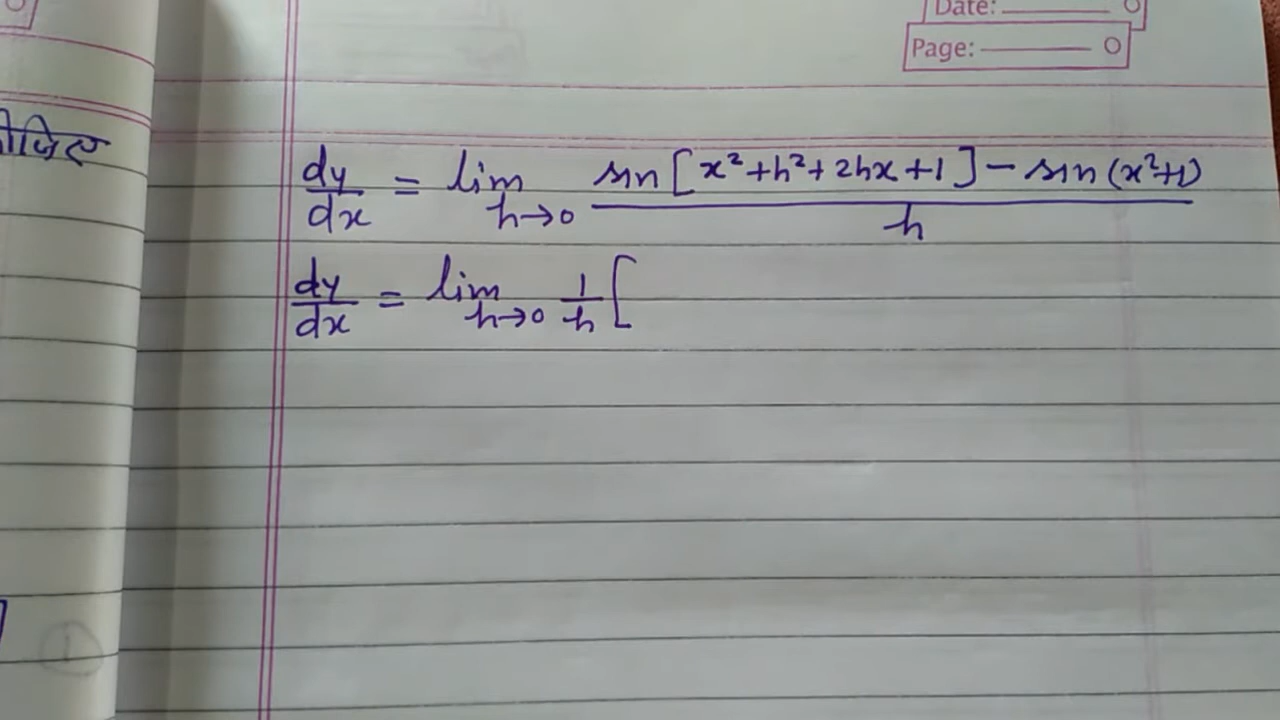 Date:
Page:
dy/dx = lim h→0 sin[x²+h²+2hx+1]-sin(x²+1)/h
dy/dx = lim h→0 1/h [